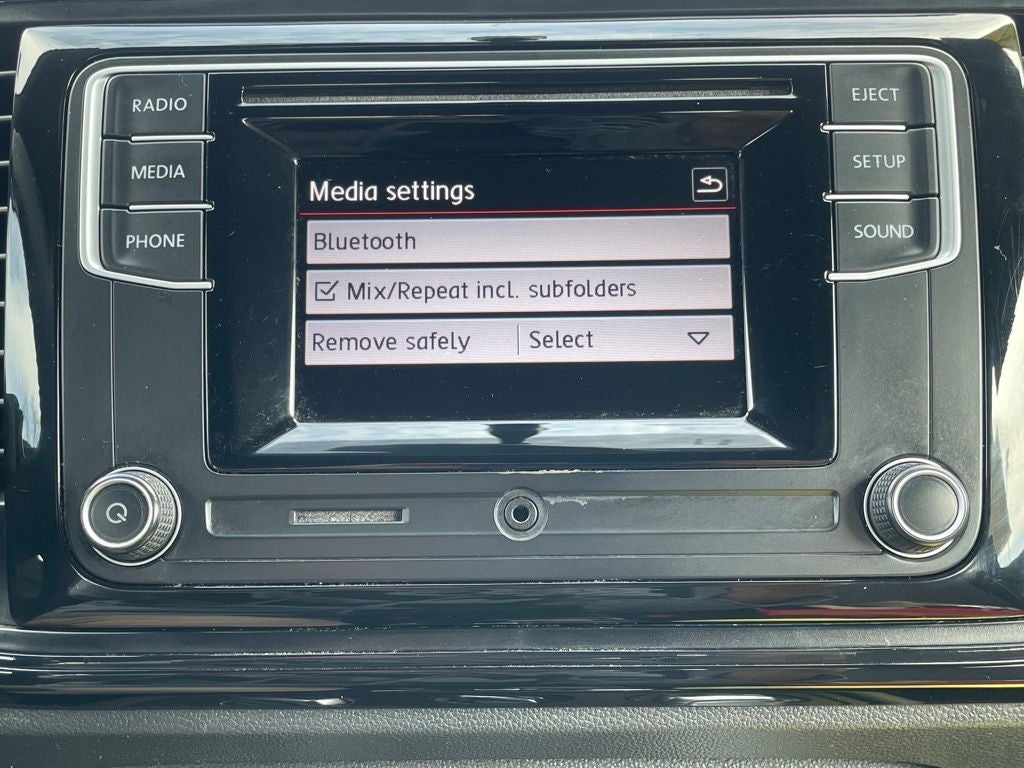 RADIO
MEDIA
PHONE
EJECT
SETUP
SOUND
Media settings
Bluetooth
Mix/Repeat incl. subfolders
Remove safely Select